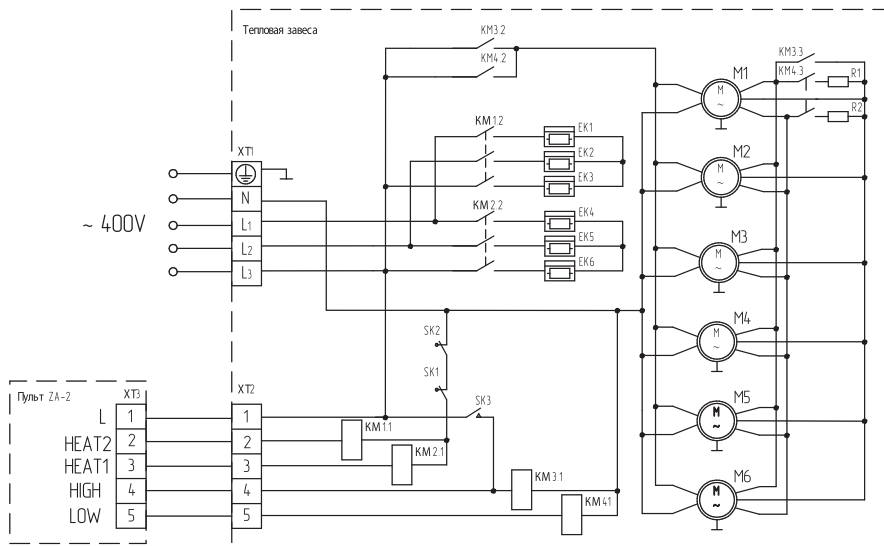 Тепловая завеса
KM3.2
KM4.2
KM3.3
KM4.3
R1
R2
M1
M
~
KM1.2
EK1
EK2
EK3
XT1
N
L1
L2
L3
~ 400V
KM2.2
EK4
EK5
EK6
M2
M
~
M3
M
~
M4
M
~
M5
M
~
M6
M
~
SK2
SK1
SK3
Пульт ZA-2
XT3
XT2
L
1
1
HEAT2
2
2
KM1.1
HEAT1
3
3
KM2.1
HIGH
4
4
KM3.1
LOW
5
5
KM4.1